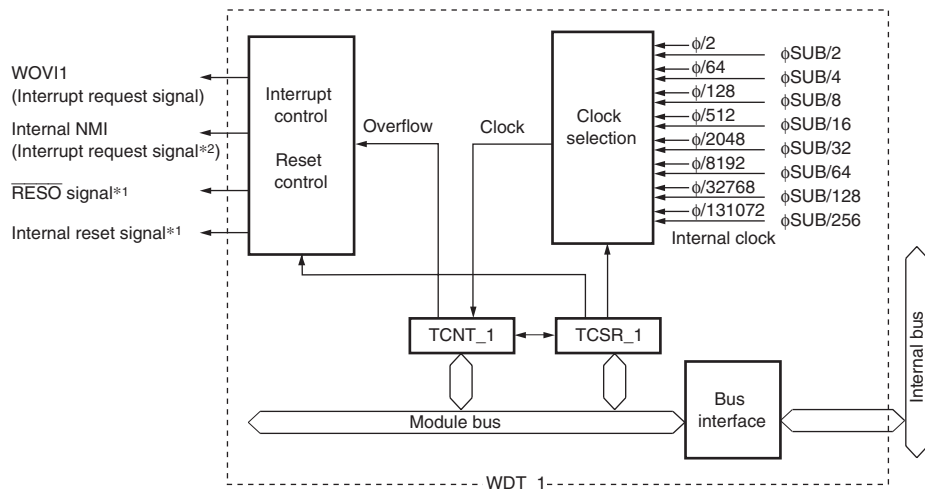 WOVI1
(Interrupt request signal)
Internal NMI
(Interrupt request signal*2)
RESO signal*1
Internal reset signal*1
Interrupt
control
Reset
control
Overflow
Clock
Clock
selection
ϕ/2
ϕSUB/2
ϕ/64
ϕSUB/4
ϕ/128
ϕSUB/8
ϕ/512
ϕSUB/16
ϕ/2048
ϕSUB/32
ϕ/8192
ϕSUB/64
ϕ/32768
ϕSUB/128
ϕ/131072
ϕSUB/256
Internal clock
TCNT_1
TCSR_1
Module bus
Bus
interface
Internal bus
WDT_1